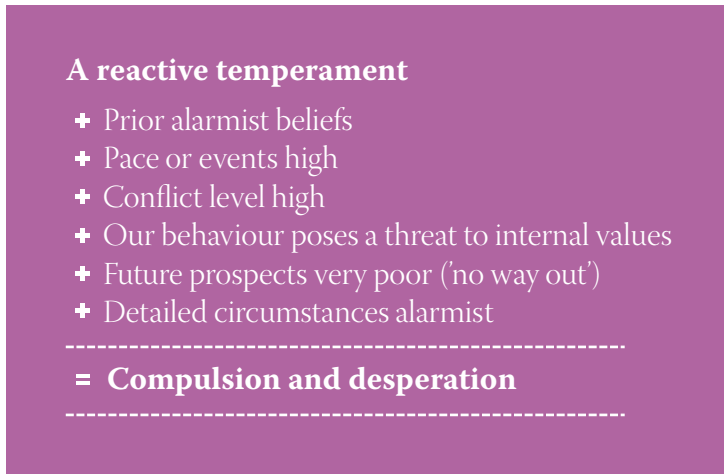 A reactive temperament
+ Prior alarmist beliefs
+ Pace or events high
+ Conflict level high
+ Our behaviour poses a threat to internal values
+ Future prospects very poor ('no way out')
+ Detailed circumstances alarmist
= Compulsion and desperation